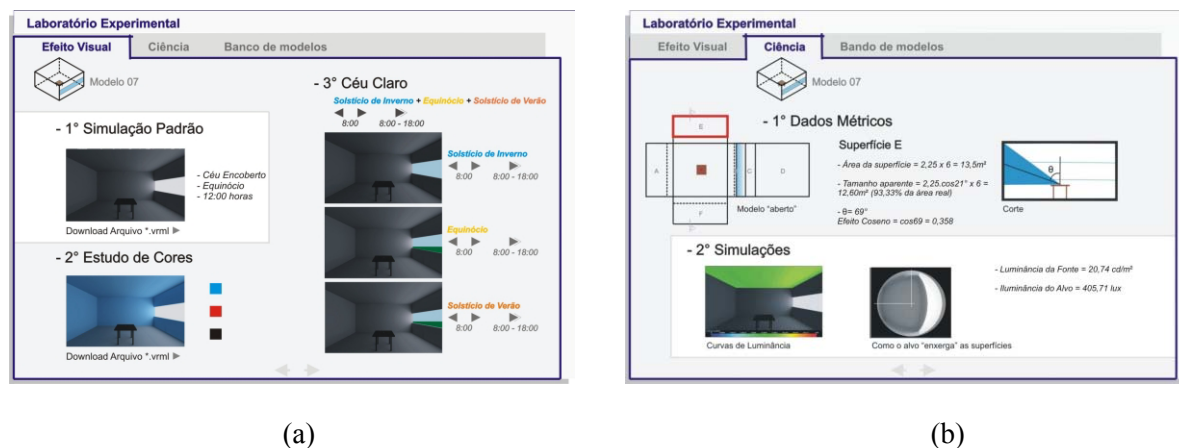 Laboratório Experimental
Efeito Visual
Ciência
Banco de modelos
Modelo 07
- 1° Simulação Padrão
- Céu Encoberto
- Equinócio
- 12:00 horas
Download Arquivo *.vrml
- 2° Estudo de Cores
Download Arquivo *.vrml
- 3° Céu Claro
Solstício de Inverno + Equinócio + Solstício de Verão
8:00 8:00 - 18:00
Solstício de Inverno
8:00 8:00 - 18:00
Equinócio
8:00 8:00 - 18:00
Solstício de Verão
8:00 8:00 - 18:00
(a)
Laboratório Experimental
Efeito Visual
Ciência
Bando de modelos
Modelo 07
- 1° Dados Métricos
E
A
C
D
F
Modelo "aberto"
Superfície E
- Área da superfície = 2,25 x 6 = 13,5m²
- Tamanho aparente = 2,25.cos21° x 6 =
12,60m² (93,33% da área real)
- θ= 69°
Efeito Coseno = cos69 = 0,358
θ
Corte
- 2° Simulações
Curvas de Luminância
Como o alvo "enxerga" as superfícies
- Luminância da Fonte = 20,74 cd/m²
- Iluminância do Alvo = 405,71 lux
(b)